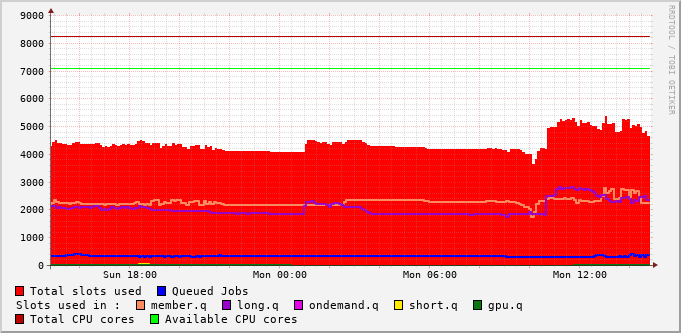 9000
8000
7000
6000
5000
4000
3000
2000
1000
0
Sun 18:00 Mon 00:00 Mon 06:00 Mon 12:00
RRDTOOL / TOBI OETIKER
Total slots used Queued Jobs
Slots used in : member.q long.q ondemand.q short.q gpu.q
Total CPU cores Available CPU cores